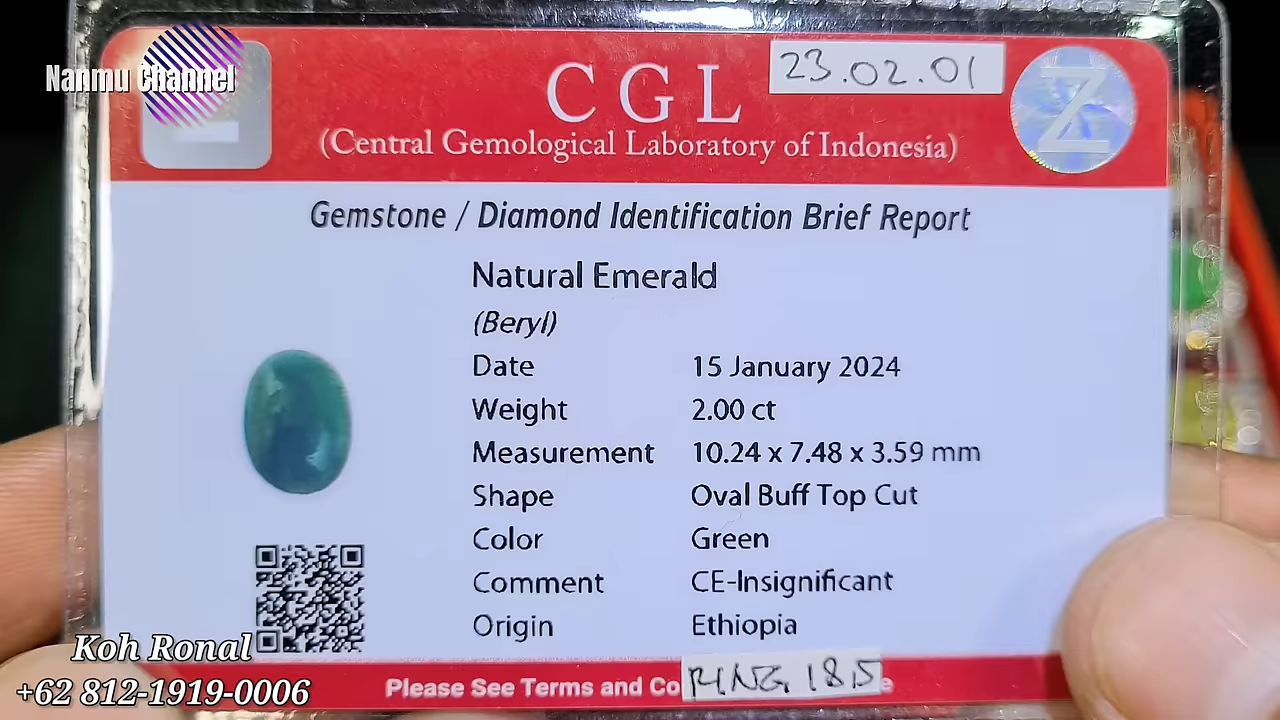 Nanmu Channel
23.02.01
CGL
(Central Gemological Laboratory of Indonesia)
Z
Gemstone / Diamond Identification Brief Report
Natural Emerald
(Beryl)
Date 15 January 2024
Weight 2.00 ct
Measurement 10.24 x 7.48 x 3.59 mm
Shape Oval Buff Top Cut
Color Green
Comment CE-Insignificant
Origin Ethiopia
Koh Ronal
+62 812-1919-0006
Please See Terms and
RING 18,5